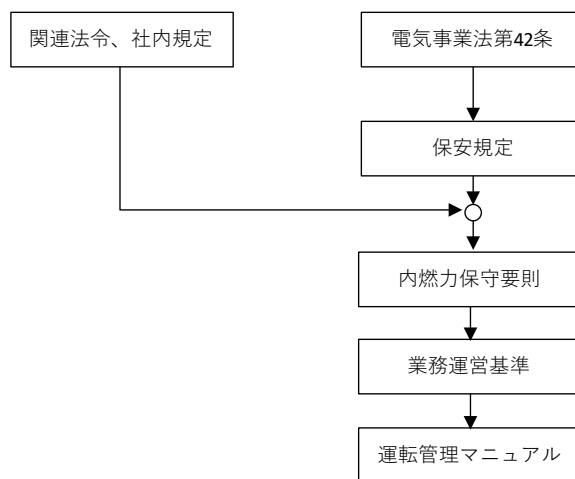 関連法令、社内規定
電気事業法第42条
保安規定
内燃力保守要則
業務運営基準
運転管理マニュアル